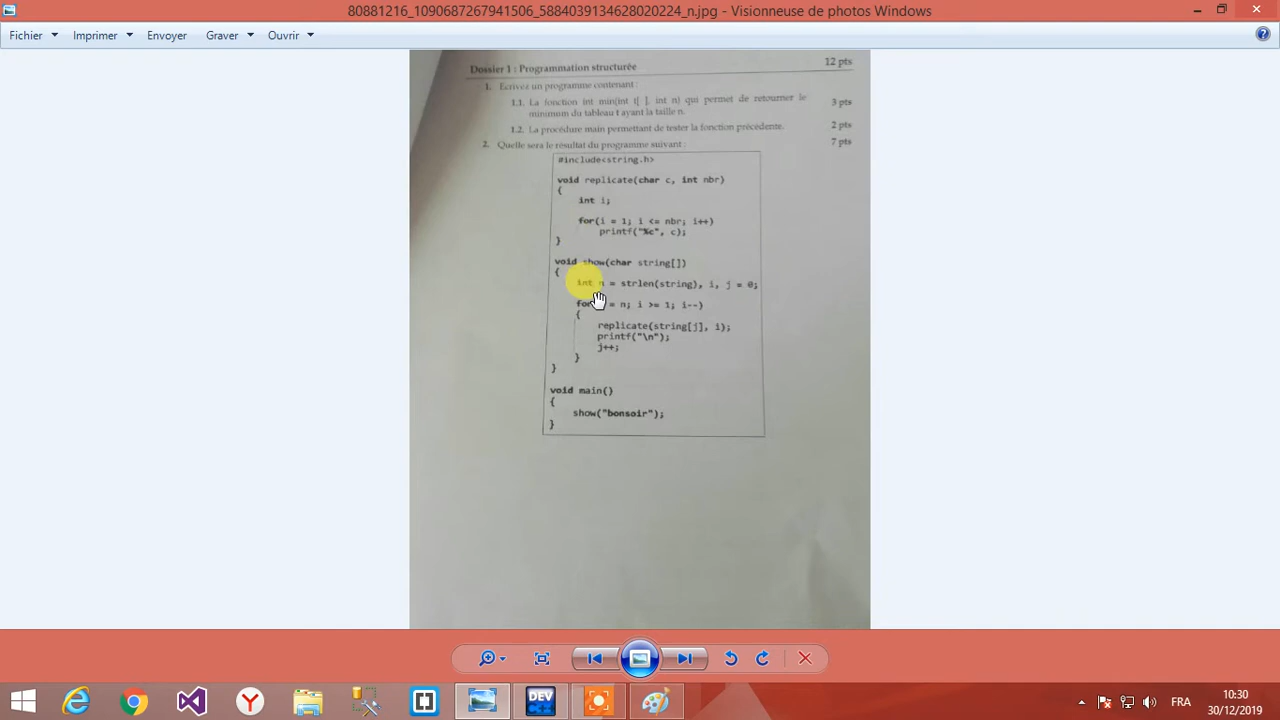 80881216_1090687267941506_5884039134628020224_n.jpg - Visionneuse de photos Windows
Fichier Imprimer Envoyer Graver Ouvrir
Dossier 1 : Programmation structurée 12 pts
1. Ecrivez un programme contenant :
1.1. La fonction int min(int t[ ], int n) qui permet de retourner le 3 pts
minimum du tableau t ayant la taille n.
1.2. La procédure main permettant de tester la fonction précédente. 2 pts
2. Quelle sera le résultat du programme suivant : 7 pts
#include<string.h>
void replicate(char c, int nbr)
{
int i;
for(i = 1; i <= nbr; i++)
printf("%c", c);
}
void show(char string[])
{
int n = strlen(string), i, j = 0;
for = n; i >= 1; i--)
{
replicate(string[j], i);
printf("\n");
j++;
}
}
void main()
{
show("bonsoir");
}
DEV C++
FRA
10:30
30/12/2019